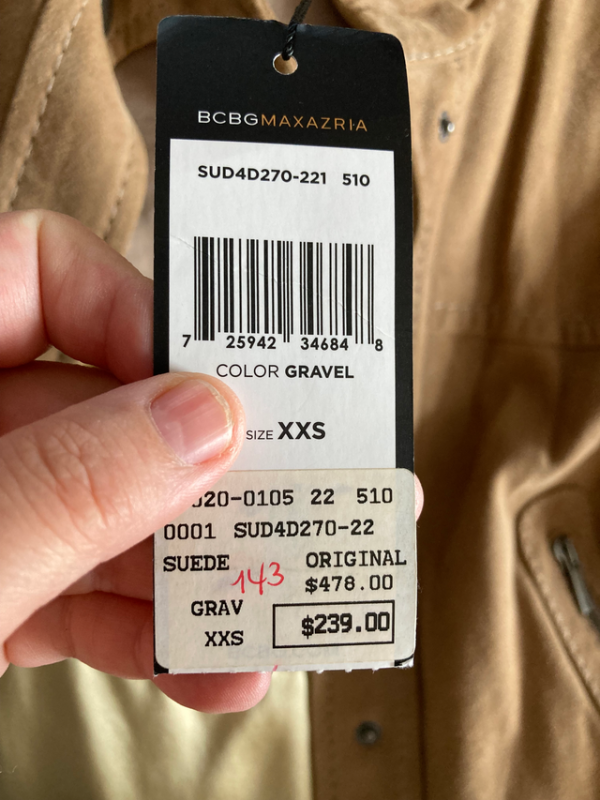 BCBGMAXAZRIA
SUD4D270-221 510
7 25942 34684 8
COLOR GRAVEL
SIZE XXS
20-0105 22 510
0001 SUD4D270-22
SUEDE ORIGINAL
143 $478.00
GRAV $239.00
XXS